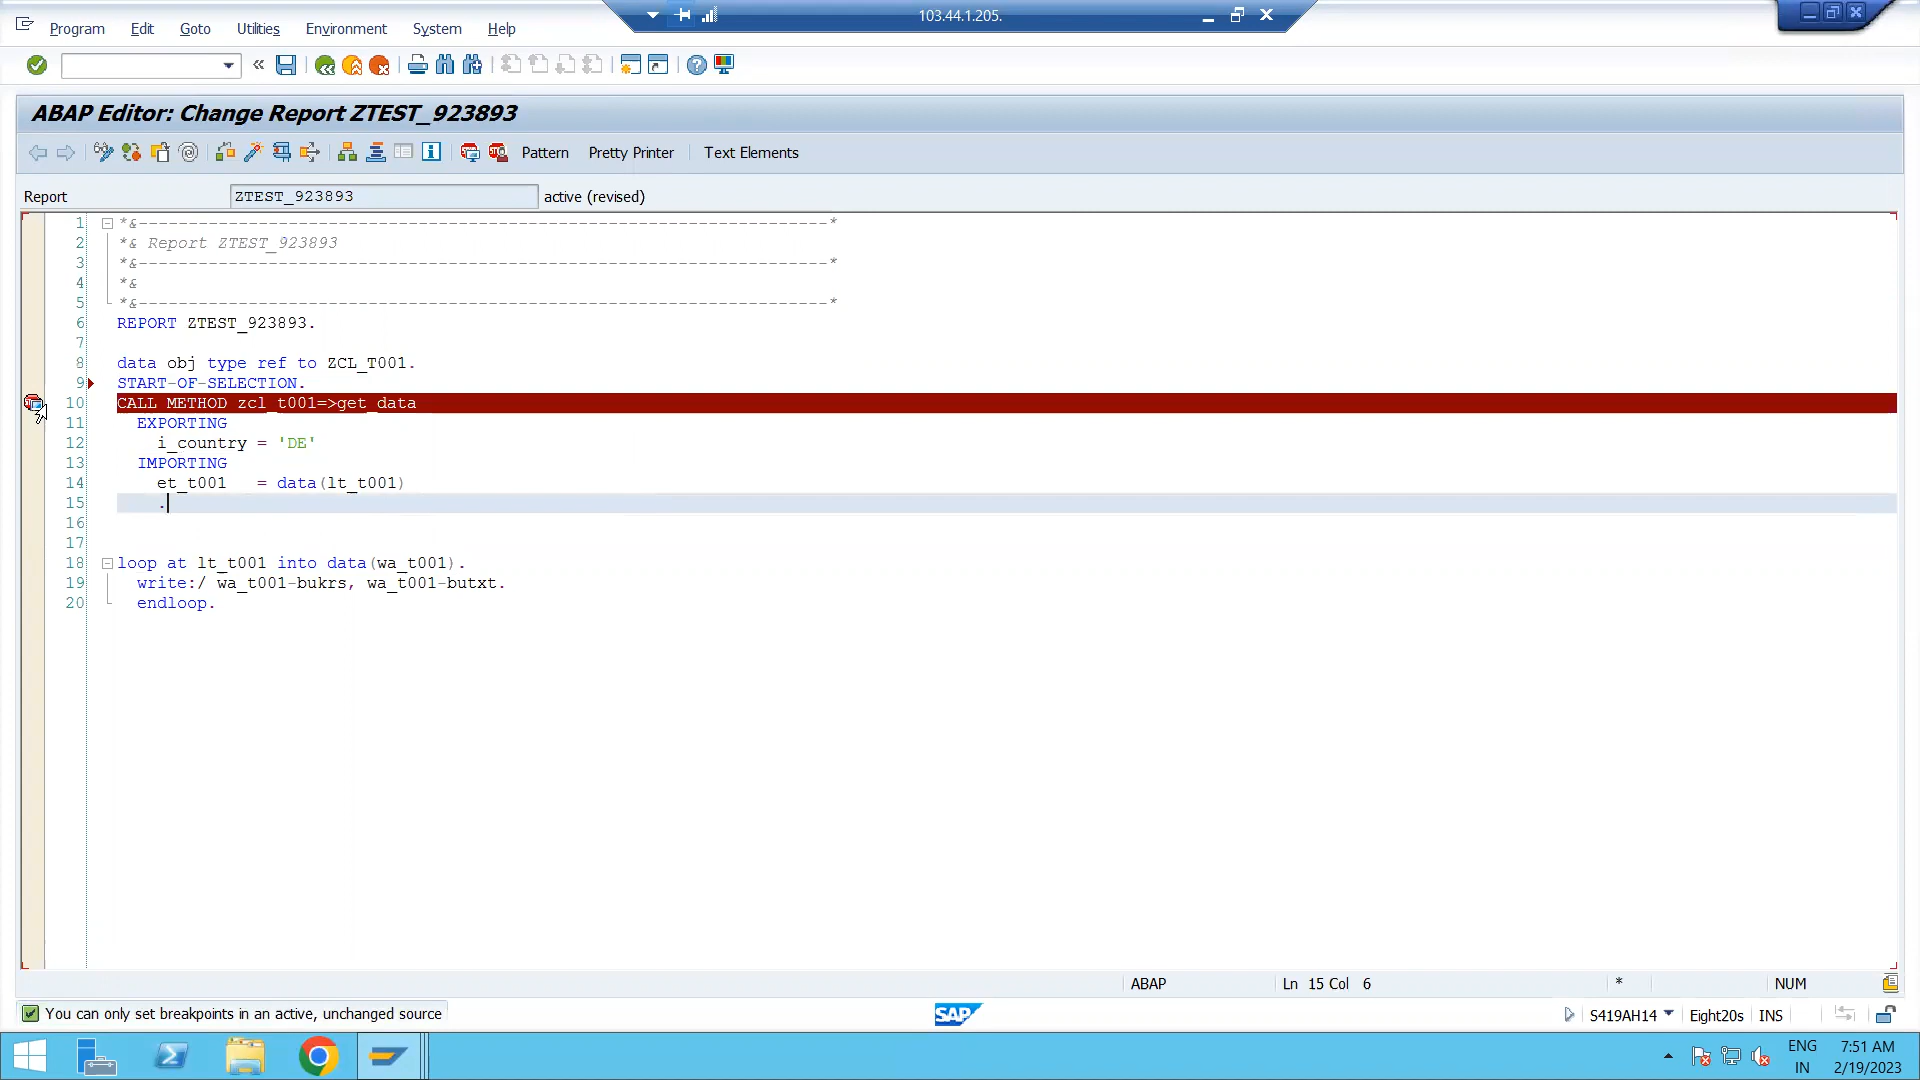 103.44.1.205.
Program Edit Goto Utilities Environment System Help
ABAP Editor: Change Report ZTEST_923893
Pattern Pretty Printer Text Elements
Report ZTEST_923893 active (revised)
1 *&---------------------------------------------------------------------*
2 *& Report ZTEST_923893
3 *&---------------------------------------------------------------------*
4 *&
5 *&---------------------------------------------------------------------*
6 REPORT ZTEST_923893.
7
8 data obj type ref to ZCL_T001.
9 START-OF-SELECTION.
10 CALL METHOD zcl_t001=>get_data
11 EXPORTING
12 i_country = 'DE'
13 IMPORTING
14 et_t001 = data(lt_t001)
15 .
16
17
18 loop at lt_t001 into data(wa_t001).
19 write:/ wa_t001-bukrs, wa_t001-butxt.
20 endloop.
ABAP Ln 15 Col 6 * NUM
You can only set breakpoints in an active, unchanged source
SAP
S419AH14 Eight20s INS
ENG
IN
7:51 AM
2/19/2023